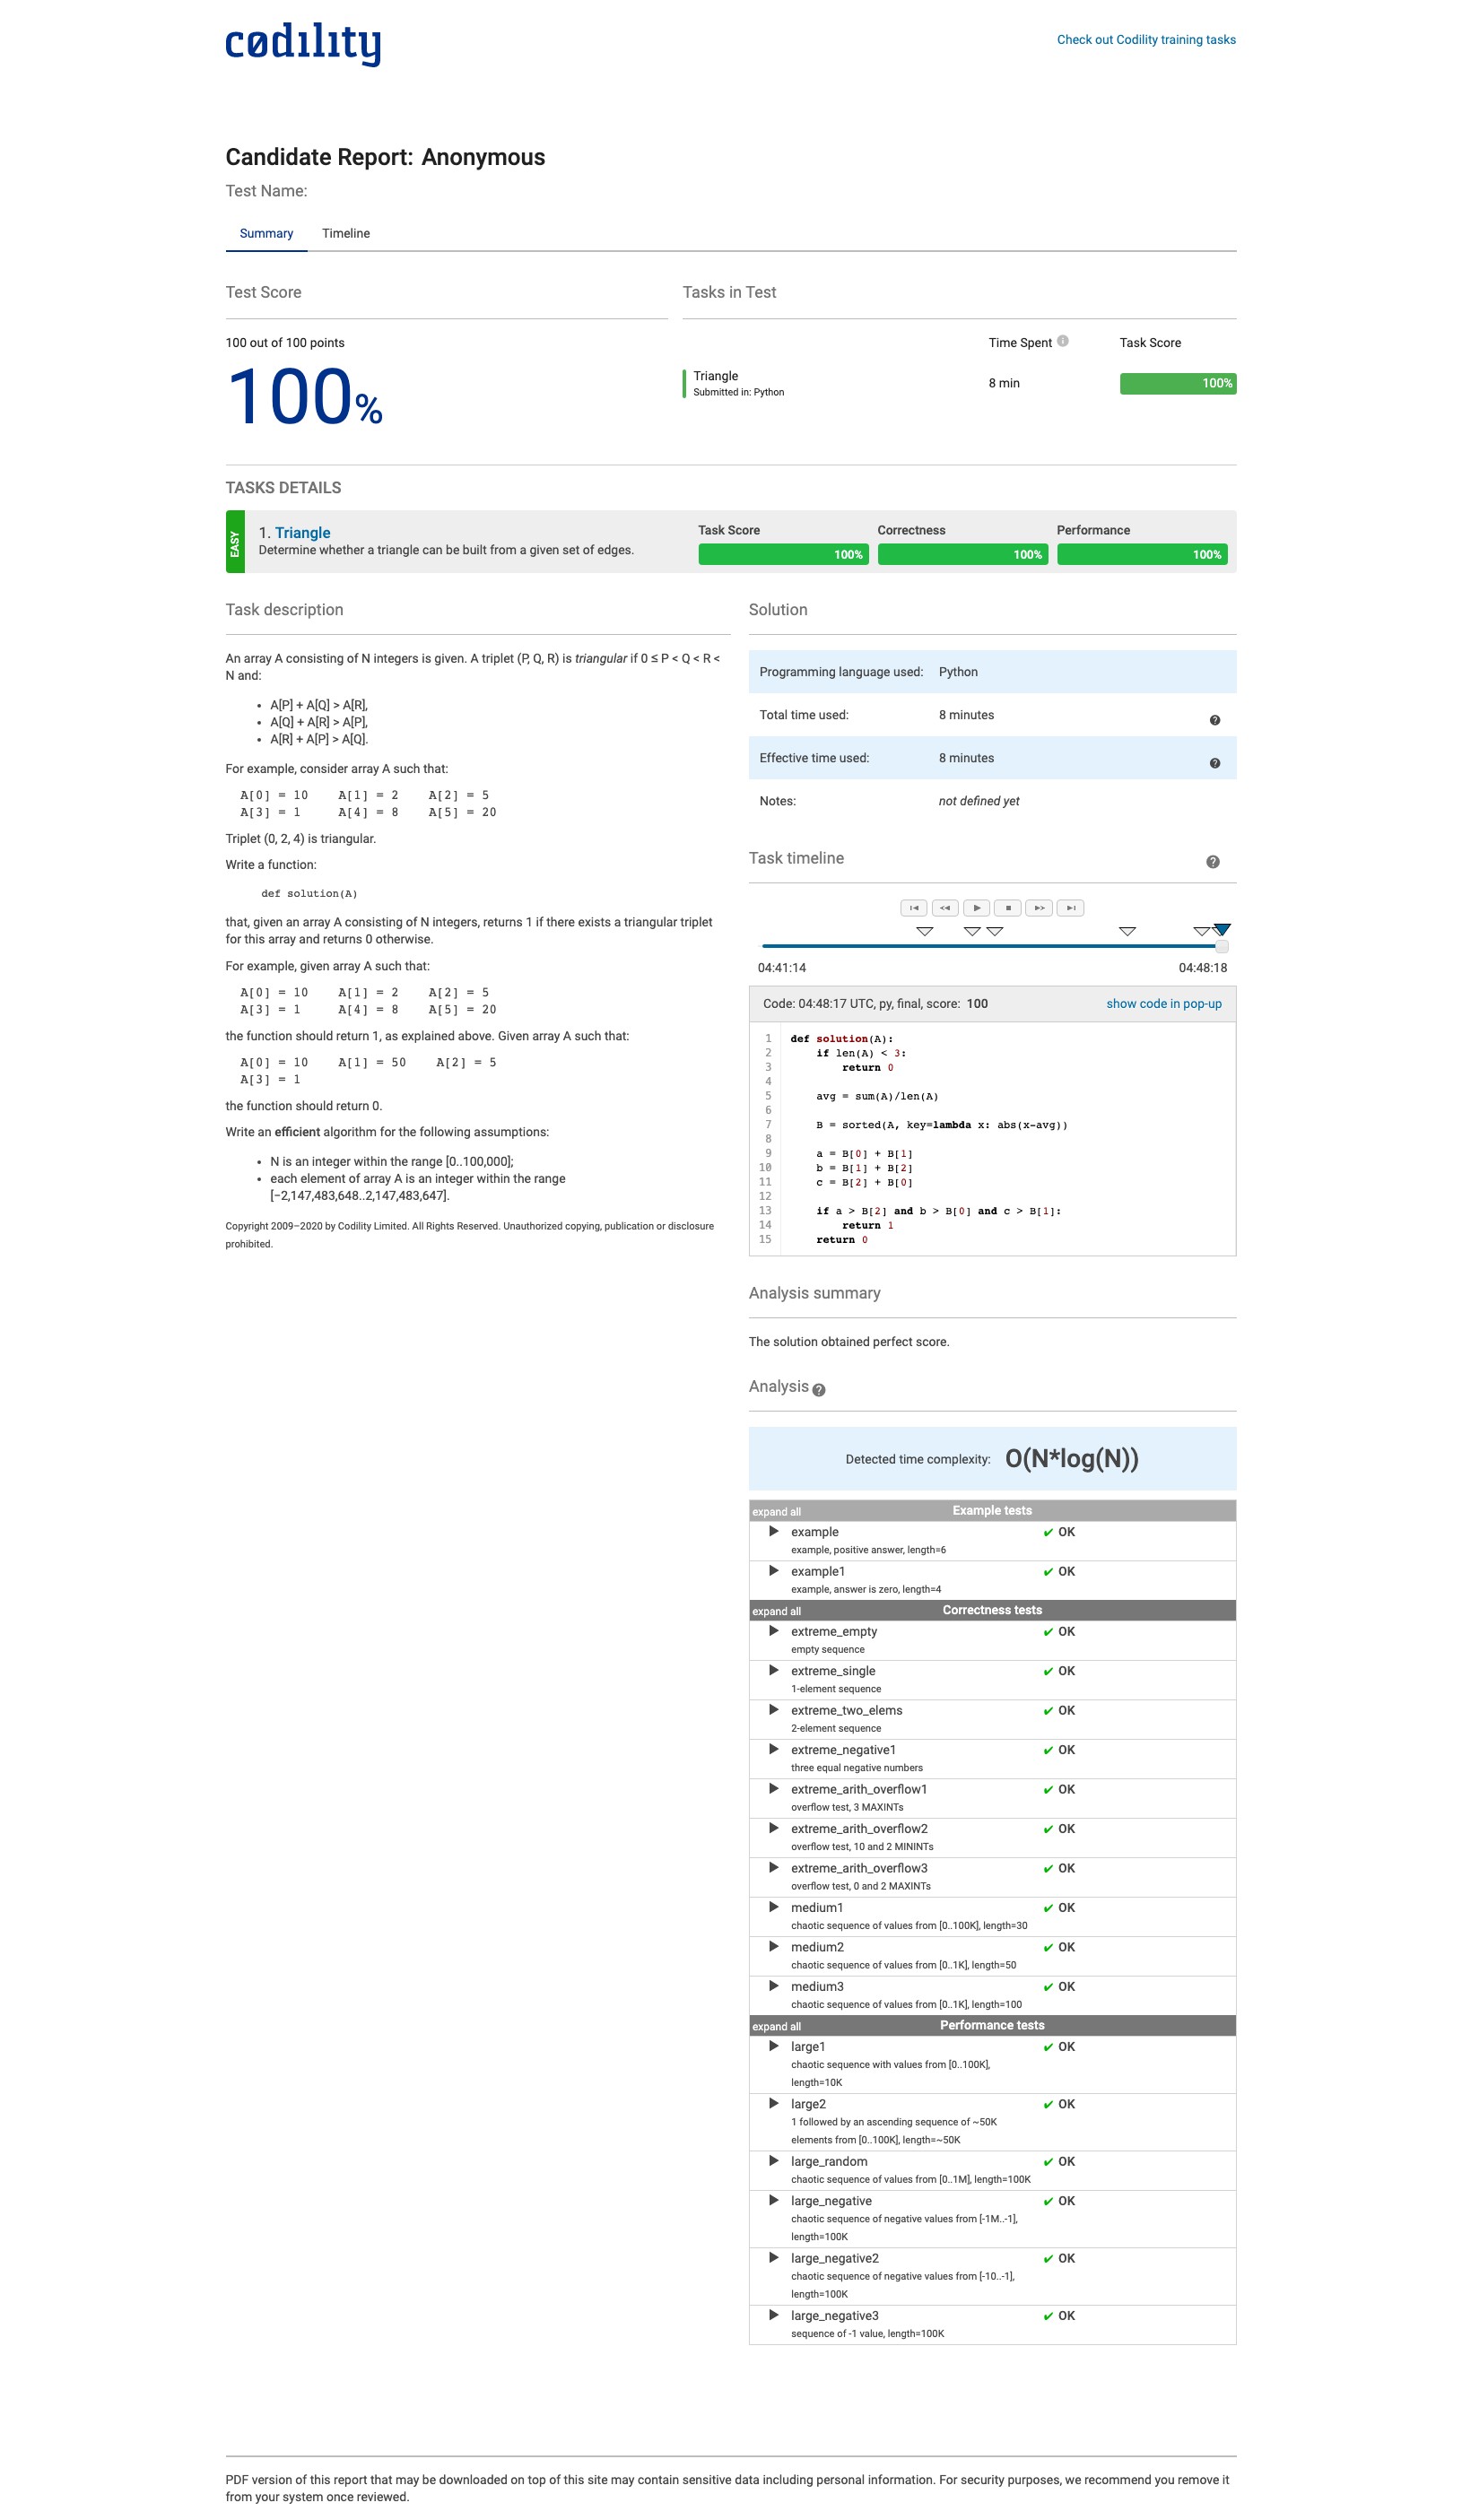 codility
Check out Codility training tasks
Candidate Report: Anonymous
Test Name:
Summary Timeline
Test Score
100 out of 100 points
100%
Tasks in Test
Time Spent Task Score
Triangle
Submitted in: Python
8 min
100%
TASKS DETAILS
EASY
1. Triangle
Determine whether a triangle can be built from a given set of edges.
Task Score Correctness Performance
100% 100% 100%
Task description
An array A consisting of N integers is given. A triplet (P, Q, R) is triangular if 0 ≤ P < Q < R <
N and:
• A[P] + A[Q] > A[R],
• A[Q] + A[R] > A[P],
• A[R] + A[P] > A[Q].
For example, consider array A such that:
A[0] = 10 A[1] = 2 A[2] = 5
A[3] = 1 A[4] = 8 A[5] = 20
Triplet (0, 2, 4) is triangular.
Write a function:
def solution(A)
that, given an array A consisting of N integers, returns 1 if there exists a triangular triplet
for this array and returns 0 otherwise.
For example, given array A such that:
A[0] = 10 A[1] = 2 A[2] = 5
A[3] = 1 A[4] = 8 A[5] = 20
the function should return 1, as explained above. Given array A such that:
A[0] = 10 A[1] = 50 A[2] = 5
A[3] = 1
the function should return 0.
Write an efficient algorithm for the following assumptions:
• N is an integer within the range [0..100,000];
• each element of array A is an integer within the range
[−2,147,483,648..2,147,483,647].
Copyright 2009–2020 by Codility Limited. All Rights Reserved. Unauthorized copying, publication or disclosure
prohibited.
Solution
Programming language used: Python
Total time used: 8 minutes
Effective time used: 8 minutes
Notes: not defined yet
Task timeline
04:41:14 04:48:18
Code: 04:48:17 UTC, py, final, score: 100
show code in pop-up
1 def solution(A):
2 if len(A) < 3:
3 return 0
4
5 avg = sum(A)/len(A)
6
7 B = sorted(A, key=lambda x: abs(x-avg))
8
9 a = B[0] + B[1]
10 b = B[1] + B[2]
11 c = B[2] + B[0]
12
13 if a > B[2] and b > B[0] and c > B[1]:
14 return 1
15 return 0
Analysis summary
The solution obtained perfect score.
Analysis
Detected time complexity: O(N*log(N))
expand all Example tests
example ✔ OK
example, positive answer, length=6
example1 ✔ OK
example, answer is zero, length=4
expand all Correctness tests
extreme_empty ✔ OK
empty sequence
extreme_single ✔ OK
1-element sequence
extreme_two_elems ✔ OK
2-element sequence
extreme_negative1 ✔ OK
three equal negative numbers
extreme_arith_overflow1 ✔ OK
overflow test, 3 MAXINTs
extreme_arith_overflow2 ✔ OK
overflow test, 10 and 2 MININTs
extreme_arith_overflow3 ✔ OK
overflow test, 0 and 2 MAXINTs
medium1 ✔ OK
chaotic sequence of values from [0..100K], length=30
medium2 ✔ OK
chaotic sequence of values from [0..1K], length=50
medium3 ✔ OK
chaotic sequence of values from [0..1K], length=100
expand all Performance tests
large1 ✔ OK
chaotic sequence with values from [0..100K],
length=10K
large2 ✔ OK
1 followed by an ascending sequence of ~50K
elements from [0..100K], length=~50K
large_random ✔ OK
chaotic sequence of values from [0..1M], length=100K
large_negative ✔ OK
chaotic sequence of negative values from [-1M..-1],
length=100K
large_negative2 ✔ OK
chaotic sequence of negative values from [-10..-1],
length=100K
large_negative3 ✔ OK
sequence of -1 value, length=100K
PDF version of this report that may be downloaded on top of this site may contain sensitive data including personal information. For security purposes, we recommend you remove it
from your system once reviewed.